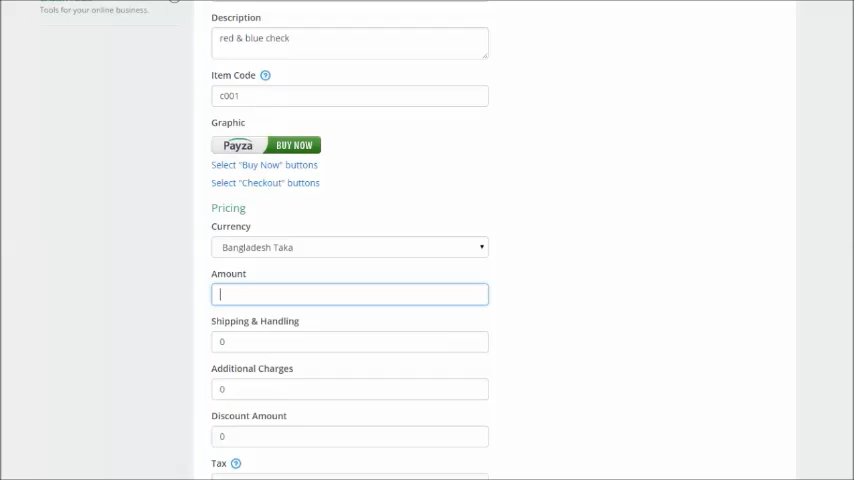 Tools for your online business.
Description
red & blue check
Item Code ?
c001
Graphic
Payza BUY NOW
Select "Buy Now" buttons
Select "Checkout" buttons
Pricing
Currency
Bangladesh Taka
Amount
Shipping & Handling
0
Additional Charges
0
Discount Amount
0
Tax ?